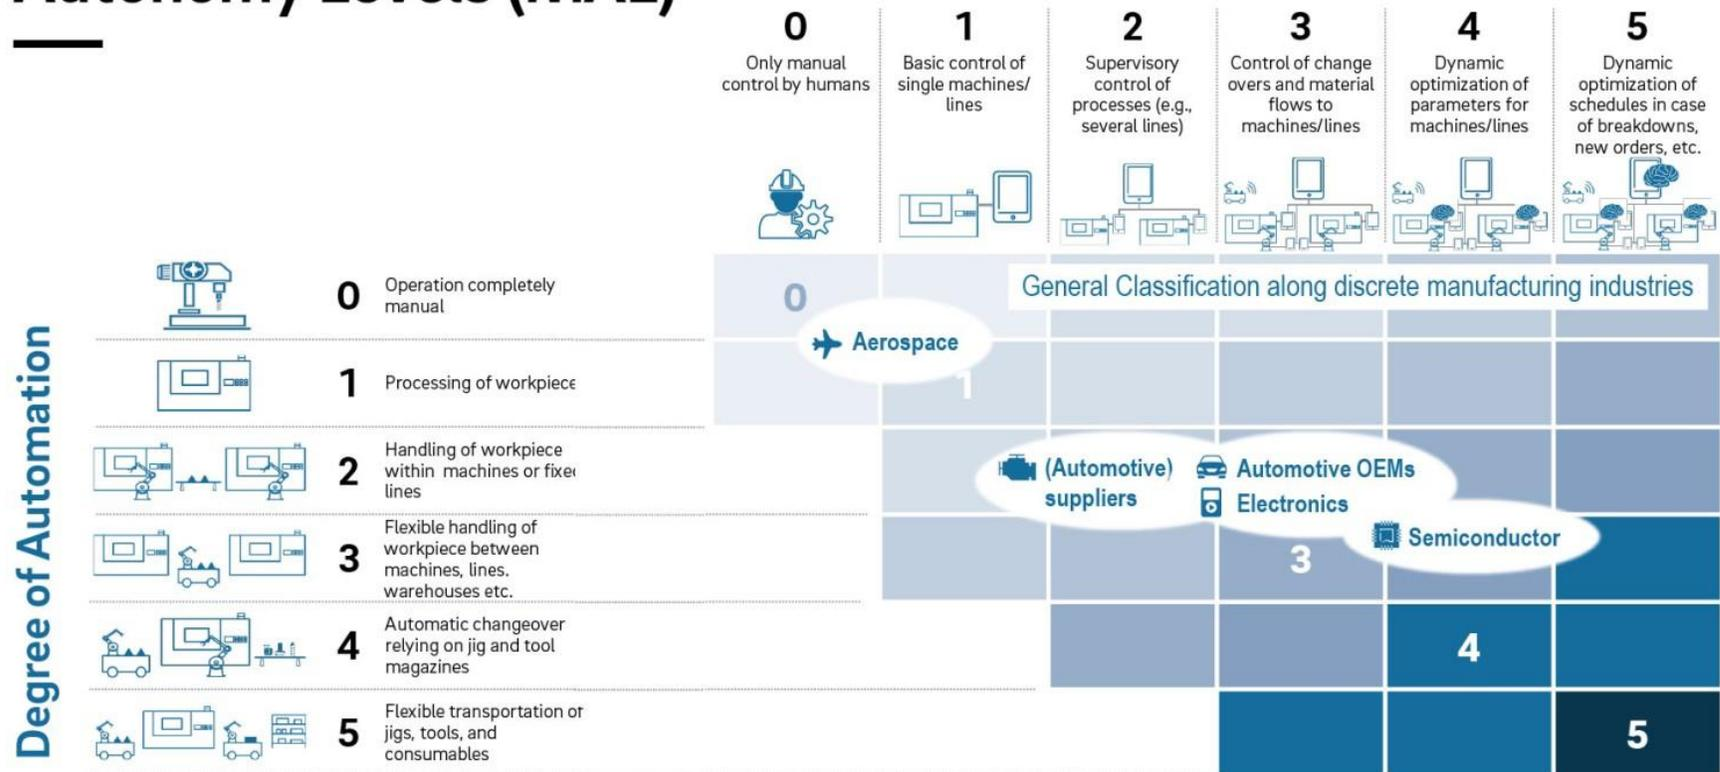 Autonomy Levels (MAL)
0
Only manual
control by humans
1
Basic control of
single machines/
lines
2
Supervisory
control of
processes (e.g.,
several lines)
3
Control of change
overs and material
flows to
machines/lines
4
Dynamic
optimization of
parameters for
machines/lines
5
Dynamic
optimization of
schedules in case
of breakdowns,
new orders, etc.
Degree of Automation
0
Operation completely
manual
1
Processing of workpiece
2
Handling of workpiece
within machines or fixed
lines
3
Flexible handling of
workpiece between
machines, lines.
warehouses etc.
4
Automatic changeover
relying on jig and tool
magazines
5
Flexible transportation of
jigs, tools, and
consumables
0
General Classification along discrete manufacturing industries
Aerospace
1
(Automotive)
suppliers
Automotive OEMs
Electronics
Semiconductor
3
4
5